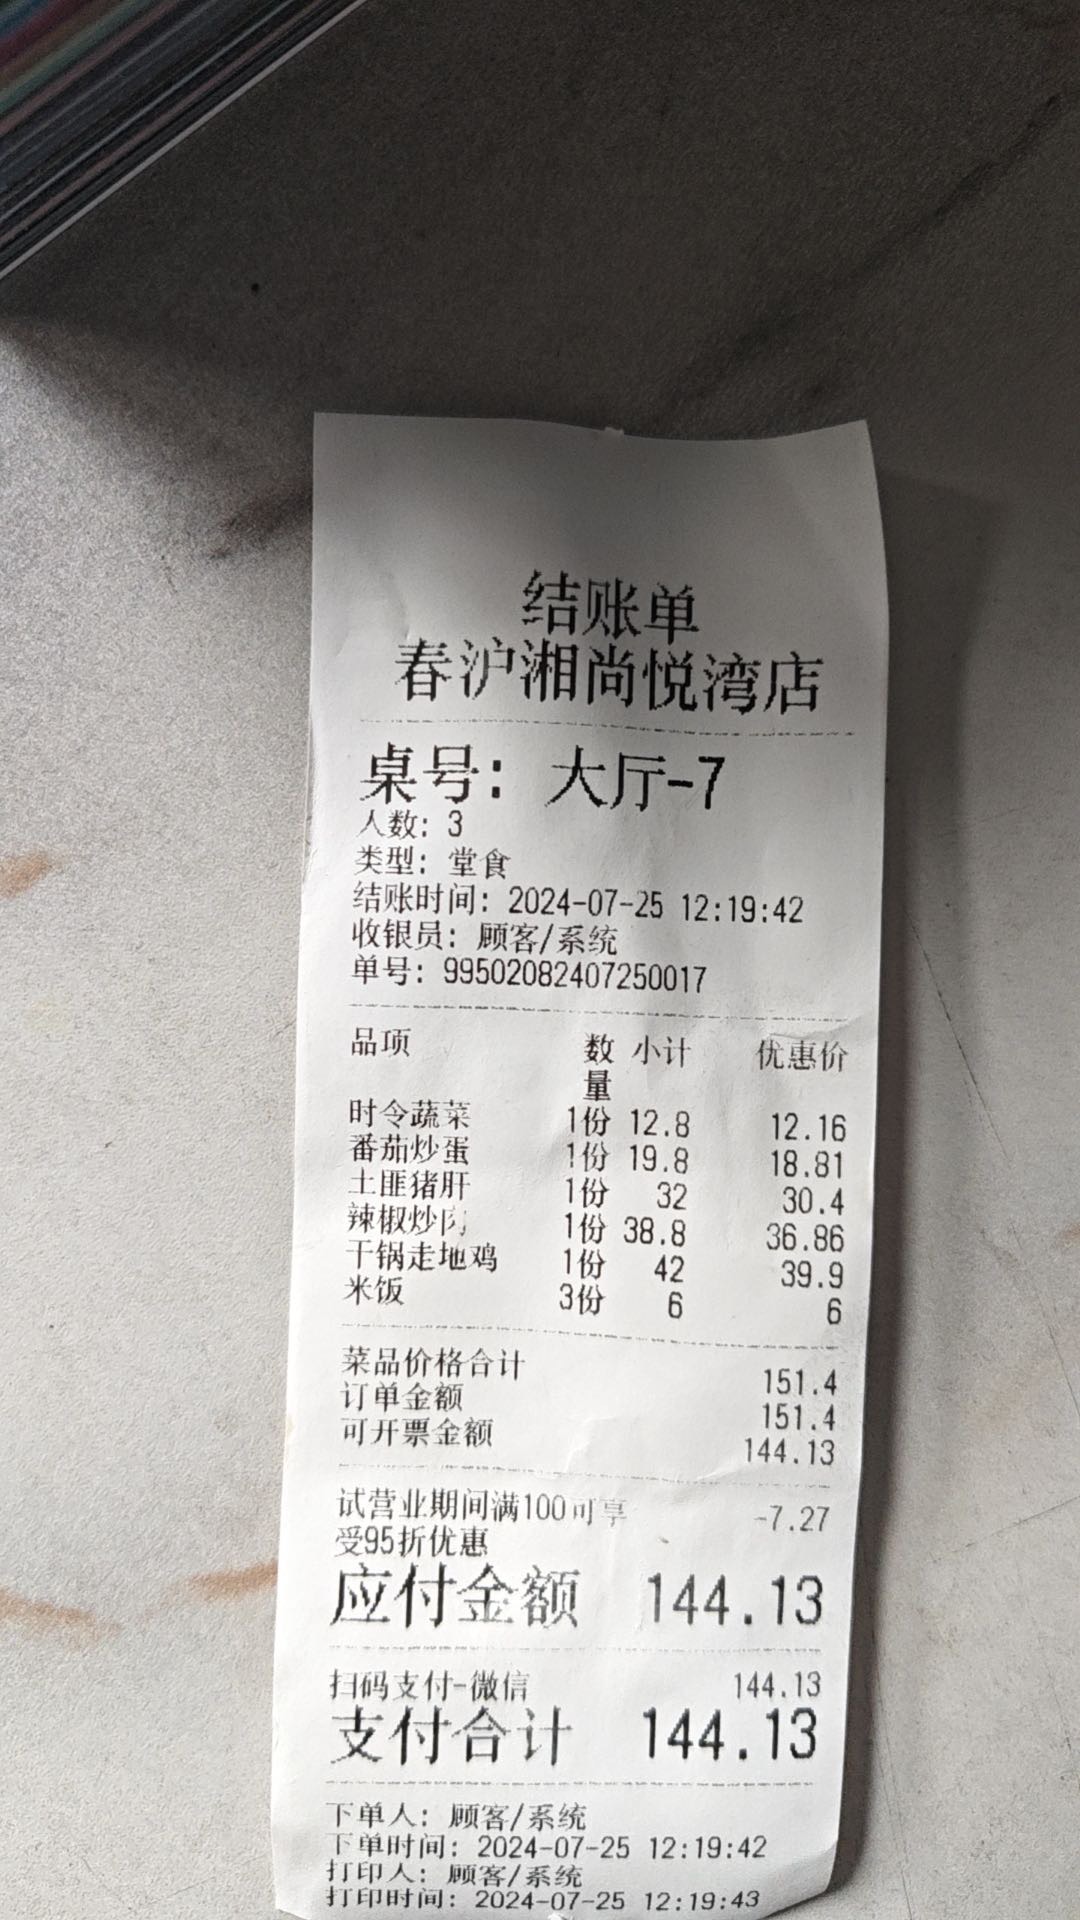 结账单
春沪湘尚悦湾店
桌号: 大厅-7
人数: 3
类型: 堂食
结账时间: 2024-07-25 12:19:42
收银员: 顾客/系统
单号: 99502082407250017
品项 数量 小计 优惠价
时令蔬菜 1份 12.8 12.16
番茄炒蛋 1份 19.8 18.81
土匪猪肝 1份 32 30.4
辣椒炒肉 1份 38.8 36.86
干锅走地鸡 1份 42 39.9
米饭 3份 6 6
菜品价格合计 151.4
订单金额 151.4
可开票金额 144.13
试营业期间满100可享 -7.27
受95折优惠
应付金额 144.13
扫码支付-微信 144.13
支付合计 144.13
下单人: 顾客/系统
下单时间: 2024-07-25 12:19:42
打印人: 顾客/系统
打印时间: 2024-07-25 12:19:43